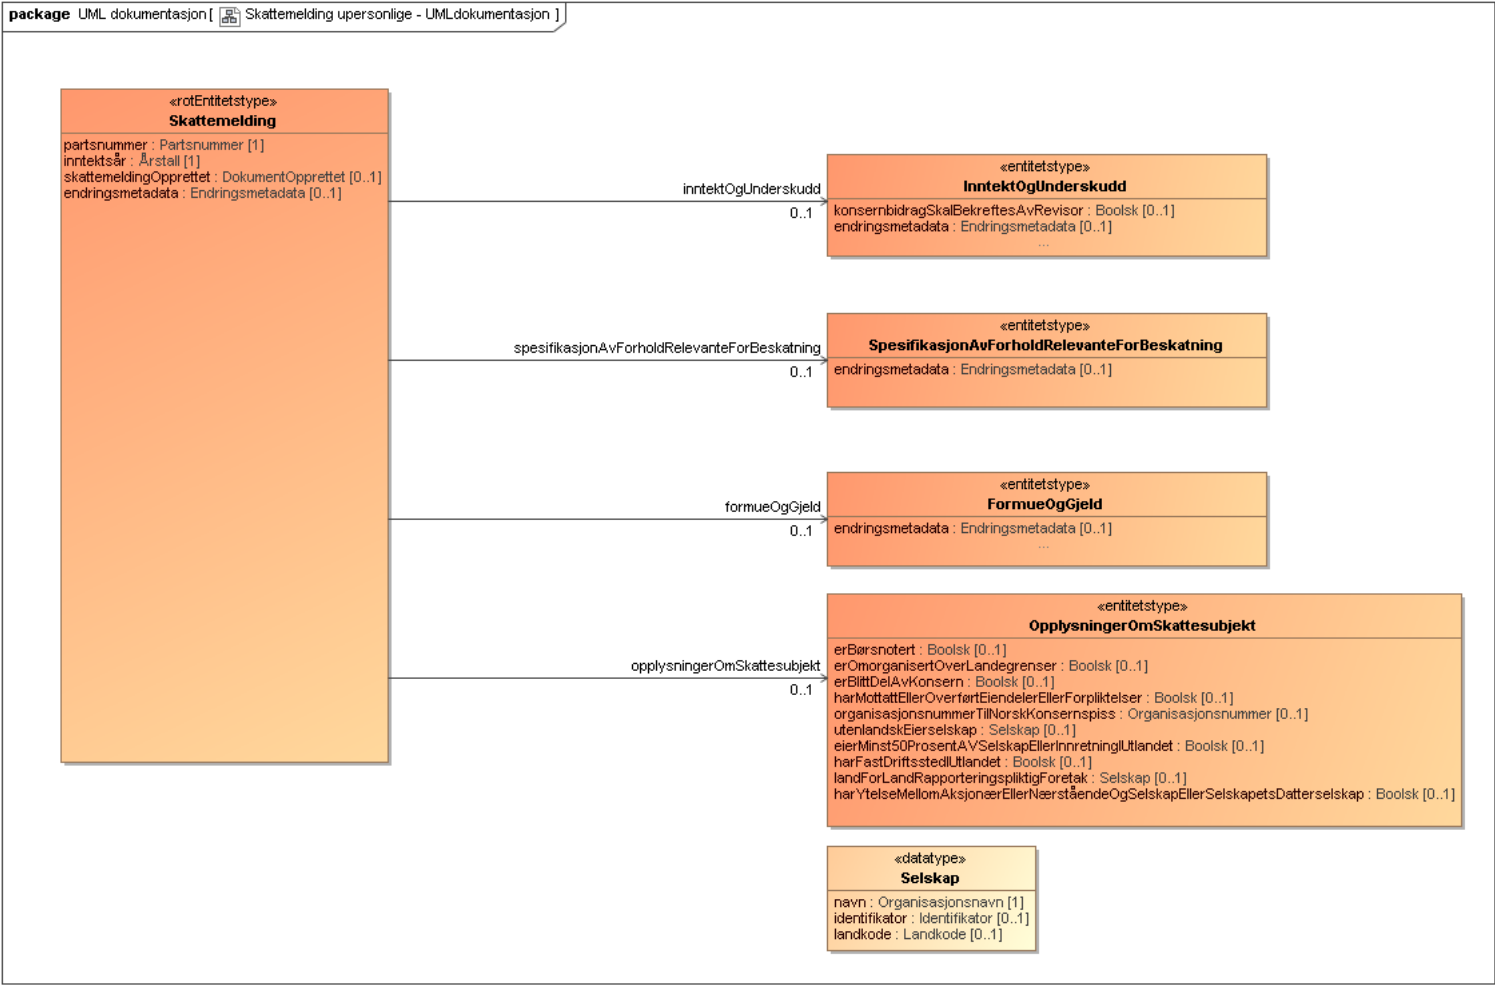 package UML dokumentasjon [ Skattemelding upersonlige - UMLdokumentasjon ]
«rotEntitetstype»
Skattemelding
partsnummer : Partsnummer [1]
inntektsår : Årstall [1]
skattemeldingOpprettet : DokumentOpprettet [0..1]
endringsmetadata : Endringsmetadata [0..1]
inntektOgUnderskudd
0..1
«entitetstype»
InntektOgUnderskudd
konsernbidragSkalBekreftesAvRevisor : Boolsk [0..1]
endringsmetadata : Endringsmetadata [0..1]
...
spesifikasjonAvForholdRelevanteForBeskatning
0..1
«entitetstype»
SpesifikasjonAvForholdRelevanteForBeskatning
endringsmetadata : Endringsmetadata [0..1]
formueOgGjeld
0..1
«entitetstype»
FormueOgGjeld
endringsmetadata : Endringsmetadata [0..1]
...
opplysningerOmSkattesubjekt
0..1
«entitetstype»
OpplysningerOmSkattesubjekt
erBørsnotert : Boolsk [0..1]
erOmorganisertOverLandegrenser : Boolsk [0..1]
erBlittDelAvKonsern : Boolsk [0..1]
harMottattEllerOverførtEiendelerEllerForpliktelser : Boolsk [0..1]
organisasjonsnummerTilNorskKonsernspiss : Organisasjonsnummer [0..1]
utenlandskEierselskap : Selskap [0..1]
eierMinst50ProsentAVSelskapEllerInnretningIUtlandet : Boolsk [0..1]
harFastDriftsstedIUtlandet : Boolsk [0..1]
landForLandRapporteringspliktigForetak : Selskap [0..1]
harYtelseMellomAksjonærEllerNærståendeOgSelskapEllerSelskapetsDatterselskap : Boolsk [0..1]
«datatype»
Selskap
navn : Organisasjonsnavn [1]
identifikator : Identifikator [0..1]
landkode : Landkode [0..1]